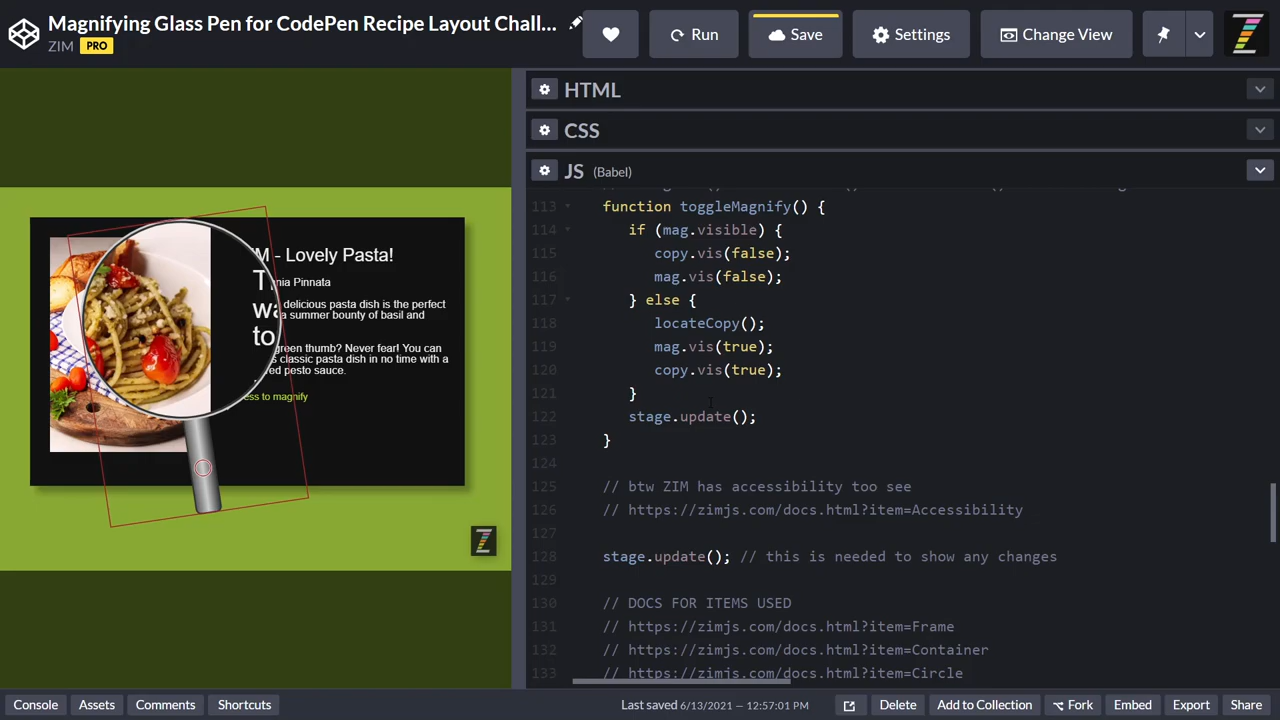 Magnifying Glass Pen for CodePen Recipe Layout Chall...
ZIM PRO
Run
Save
Settings
Change View
HTML
CSS
JS (Babel)
M - Lovely Pasta!
nia Pinnata
T
delicious pasta dish is the perfect
wa
a summer bounty of basil and
to
green thumb? Never fear! You can
s classic pasta dish in no time with a
red pesto sauce.
ess to magnify
113 function toggleMagnify() {
114 if (mag.visible) {
115 copy.vis(false);
116 mag.vis(false);
117 } else {
118 locateCopy();
119 mag.vis(true);
120 copy.vis(true);
121 }
122 stage.update();
123 }
124
125 // btw ZIM has accessibility too see
126 // https://zimjs.com/docs.html?item=Accessibility
127
128 stage.update(); // this is needed to show any changes
129
130 // DOCS FOR ITEMS USED
131 // https://zimjs.com/docs.html?item=Frame
132 // https://zimjs.com/docs.html?item=Container
133 // https://zimjs.com/docs.html?item=Circle
Console
Assets
Comments
Shortcuts
Last saved 6/13/2021 — 12:57:01 PM
Delete
Add to Collection
Fork
Embed
Export
Share